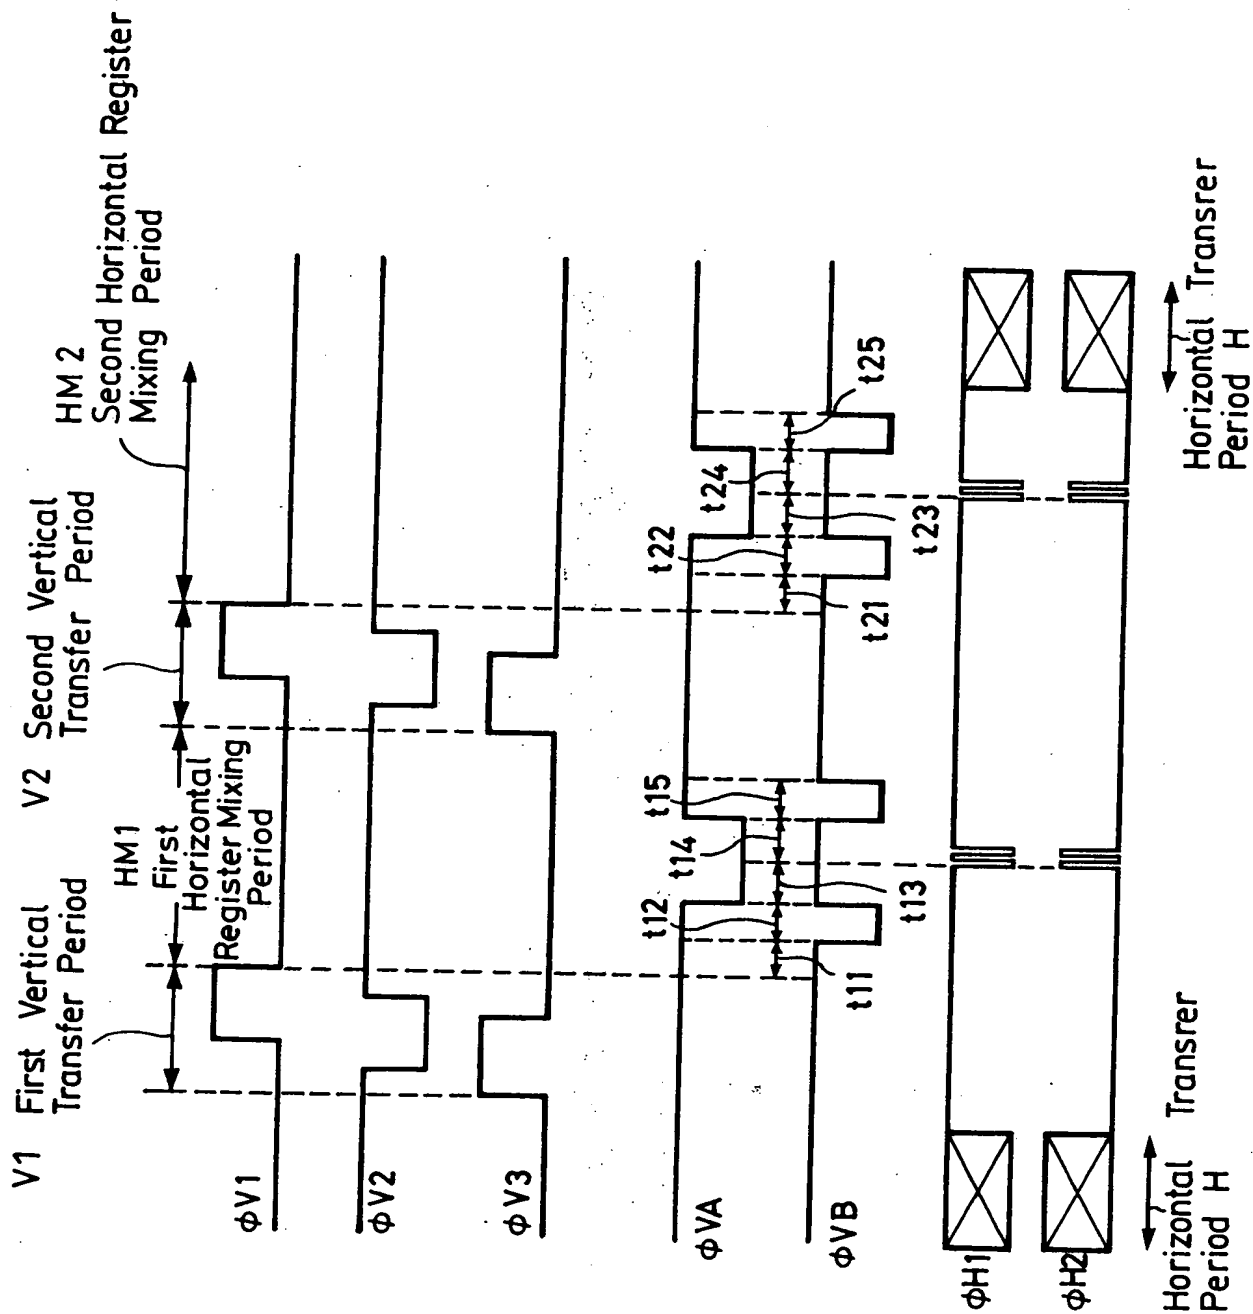 V1 First Vertical
Transfer Period
HM1
First
Horizontal
Register Mixing
Period
V2 Second Vertical
Transfer Period
HM 2
Second Horizontal Register
Mixing Period
ΦV1
ΦV2
ΦV3
ΦVA
ΦVB
t11
t12
t13
t14
t15
t21
t22
t23
t24
t25
ΦH1
ΦH2
Horizontal Transrer
Period H
Horizontal Transrer
Period H